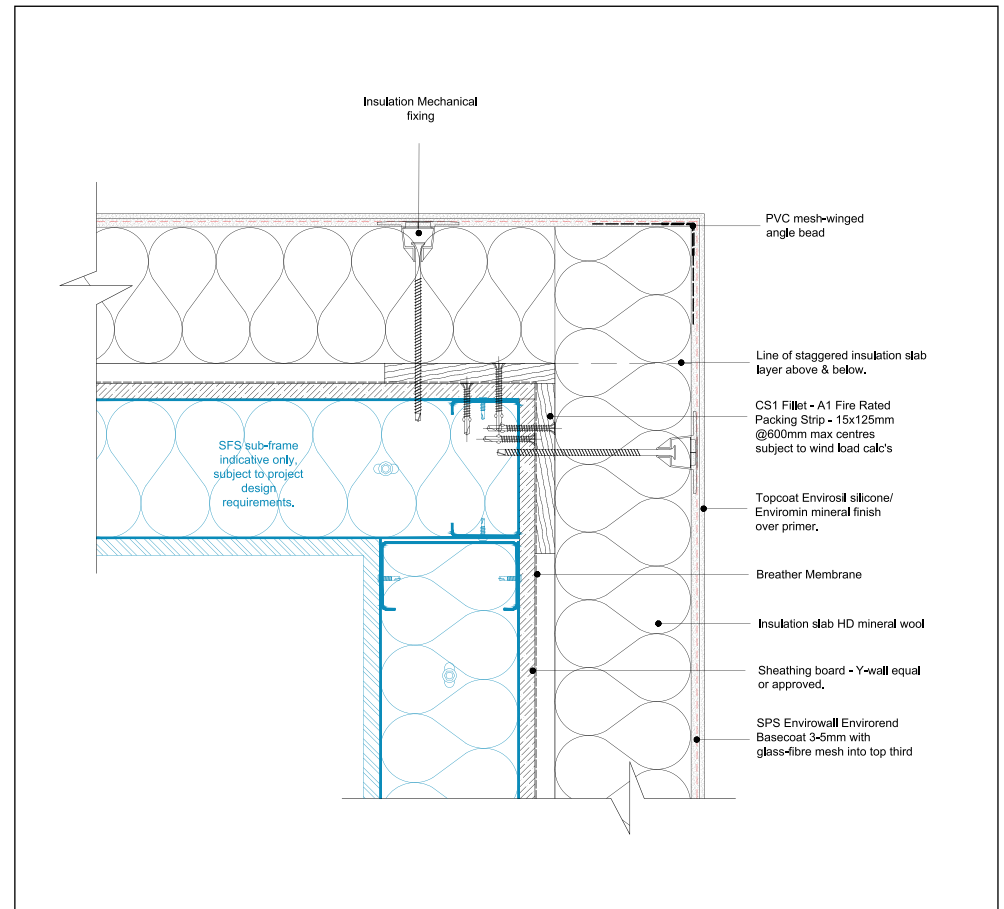 Insulation Mechanical
fixing
PVC mesh-winged
angle bead
Line of staggered insulation slab
layer above & below.
CS1 Fillet - A1 Fire Rated
Packing Strip - 15x125mm
@600mm max centres
subject to wind load calc's
SFS sub-frame
indicative only,
subject to project
design
requirements.
Topcoat Envirosil silicone/
Enviromin mineral finish
over primer.
Breather Membrane
Insulation slab HD mineral wool
Sheathing board - Y-wall equal
or approved.
SPS Envirowall Envirorend
Basecoat 3-5mm with
glass-fibre mesh into top third